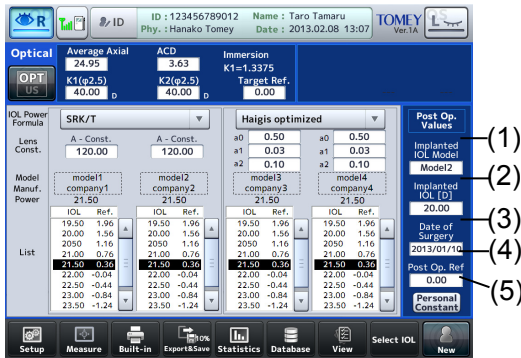 R
ID
ID : 123456789012 Name : Taro Tamaru
Phy. : Hanako Tomey Date : 2013.02.08 13:07
TOMEY
Ver.1A
L
Optical
OPT
US
Average Axial
24.95
ACD
3.63
Immersion
K1=1.3375
K1(φ2.5)
40.00 D
K2(φ2.5)
40.00 D
Target Ref.
0.00
IOL Power
Formula
SRK/T
Haigis optimized
Lens
Const.
A - Const.
120.00
A - Const.
120.00
a0 0.50
a1 0.03
a2 0.10
a0 0.50
a1 0.03
a2 0.10
Model
Manuf.
Power
model1
company1
21.50
model2
company2
21.50
model3
company3
21.50
model4
company4
21.50
List
IOL Ref.
19.50 1.96
20.00 1.56
2050 1.16
21.00 0.76
21.50 0.36
22.00 -0.04
22.50 -0.44
23.00 -0.84
23.50 -1.24
IOL Ref.
19.50 1.96
20.00 1.56
2050 1.16
21.00 0.76
21.50 0.36
22.00 -0.04
22.50 -0.44
23.00 -0.84
23.50 -1.24
IOL Ref.
19.50 1.96
20.00 1.56
2050 1.16
21.00 0.76
21.50 0.36
22.00 -0.04
22.50 -0.44
23.00 -0.84
23.50 -1.24
IOL Ref.
19.50 1.96
20.00 1.56
2050 1.16
21.00 0.76
21.50 0.36
22.00 -0.04
22.50 -0.44
23.00 -0.84
23.50 -1.24
Post Op.
Values
Implanted
IOL Model
Model2
Implanted
IOL [D]
20.00
Date of
Surgery
2013/01/10
Post Op. Ref
0.00
Personal
Constant
(1)
(2)
(3)
(4)
(5)
Setup
Measure
Built-in
10%
Export&Save
Statistics
Database
View
Select IOL
New